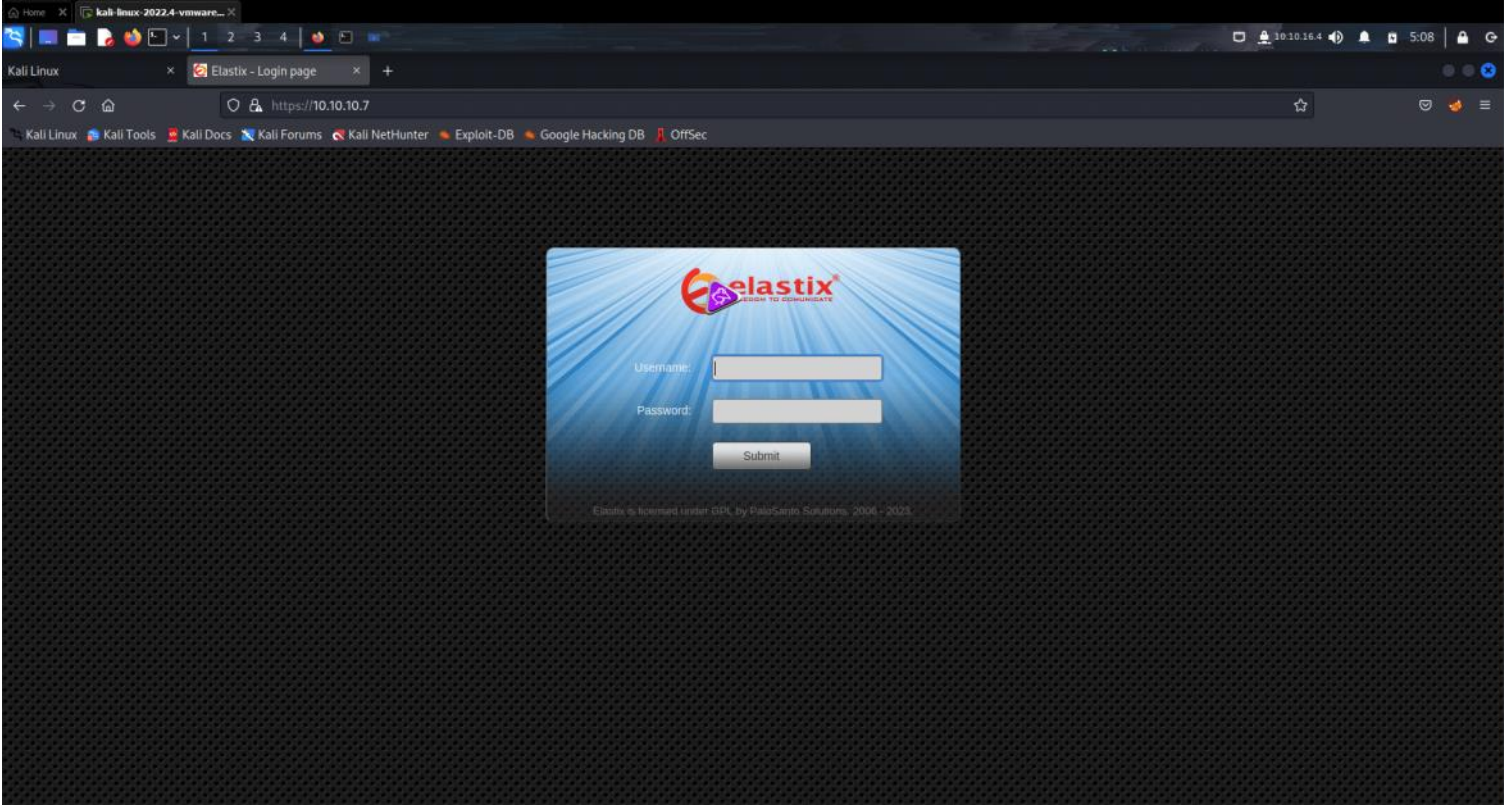 Home kali-linux-2022.4-vmware...
1 2 3 4 10.10.16.4 5:08
Kali Linux Elastix - Login page
https://10.10.10.7
Kali Linux Kali Tools Kali Docs Kali Forums Kali NetHunter Exploit-DB Google Hacking DB OffSec
elastix®
Username:
Password:
Submit
Elastix is licensed under GPL by PaloSanto Solutions. 2006 - 2023.